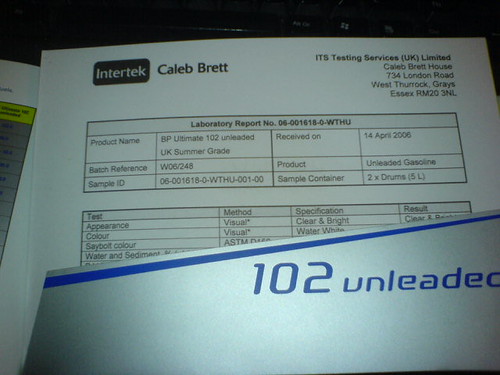 Intertek Caleb Brett
ITS Testing Services (UK) Limited
Caleb Brett House
734 London Road
West Thurrock, Grays
Essex RM20 3NL
Laboratory Report No. 06-001618-0-WTHU
Product Name BP Ultimate 102 unleaded Received on 14 April 2006
UK Summer Grade
Batch Reference W06/248 Product Unleaded Gasoline
Sample ID 06-001618-0-WTHU-001-00 Sample Container 2 x Drums (5 L)
Test Method Specification Result
Appearance Visual* Clear & Bright Clear & Bright
Colour Visual* Water White
Saybolt colour ASTM
Water and Sediment
102 unleaded